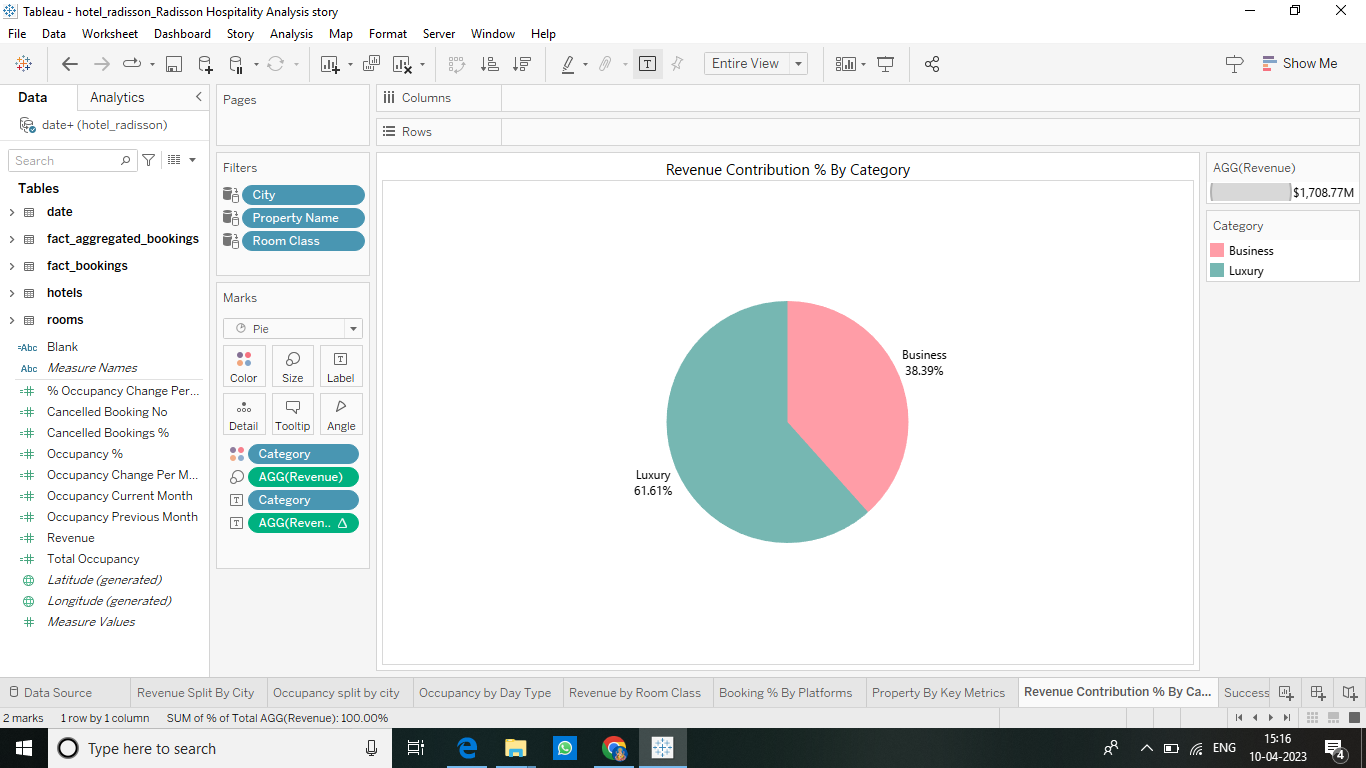 Tableau - hotel_radisson_Radisson Hospitality Analysis story
File Data Worksheet Dashboard Story Analysis Map Format Server Window Help
Entire View
Show Me
Data Analytics
date+ (hotel_radisson)
Search
Tables
date
fact_aggregated_bookings
fact_bookings
hotels
rooms
=Abc Blank
Abc Measure Names
% Occupancy Change Per...
Cancelled Booking No
Cancelled Bookings %
Occupancy %
Occupancy Change Per M...
Occupancy Current Month
Occupancy Previous Month
Revenue
Total Occupancy
Latitude (generated)
Longitude (generated)
Measure Values
Pages
Filters
City
Property Name
Room Class
Marks
Pie
Color Size Label
Detail Tooltip Angle
Category
AGG(Revenue)
Category
AGG(Reven..
Columns
Rows
Revenue Contribution % By Category
Business
38.39%
Luxury
61.61%
AGG(Revenue)
$1,708.77M
Category
Business
Luxury
Data Source Revenue Split By City Occupancy split by city Occupancy by Day Type Revenue by Room Class Booking % By Platforms Property By Key Metrics Revenue Contribution % By Ca... Success
2 marks 1 row by 1 column SUM of % of Total AGG(Revenue): 100.00%
Type here to search
ENG
15:16
10-04-2023
4